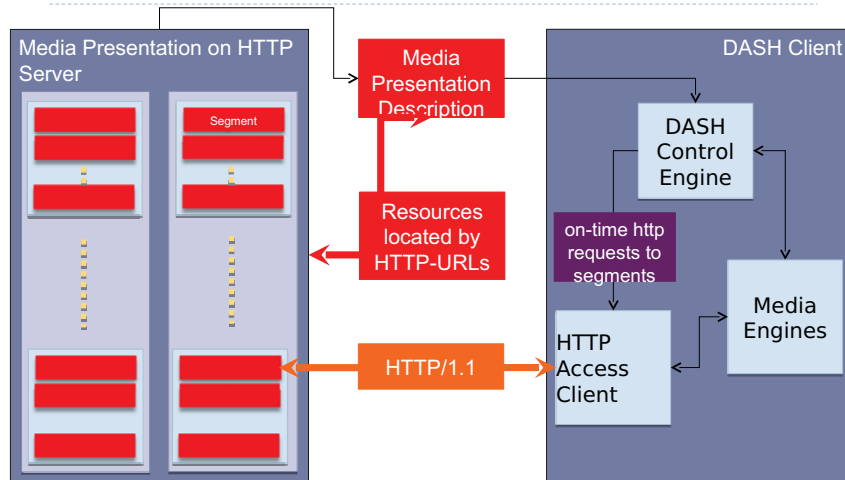 Media Presentation on HTTP
Server
Segment
Media
Presentation
Description
Resources
located by
HTTP-URLs
HTTP/1.1
DASH Client
DASH
Control
Engine
on-time http
requests to
segments
Media
Engines
HTTP
Access
Client